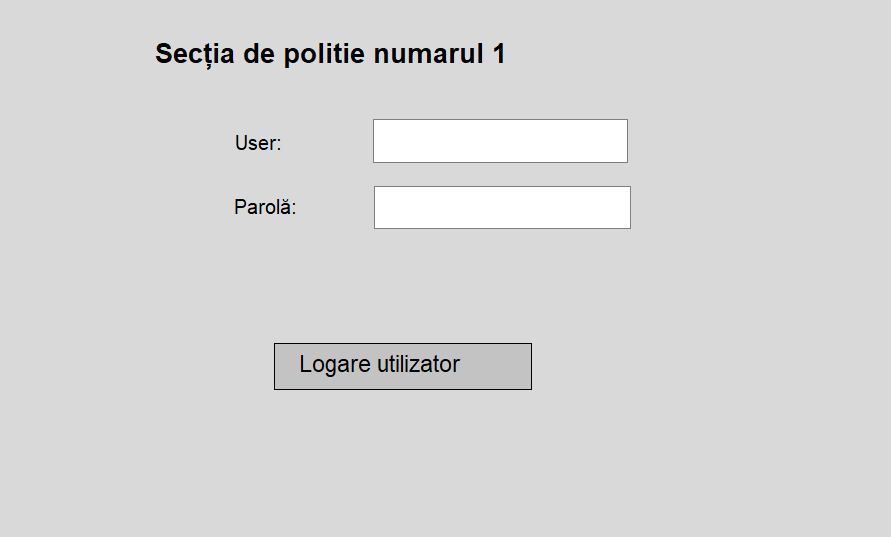 Secția de politie numarul 1
User:
Parolă:
Logare utilizator